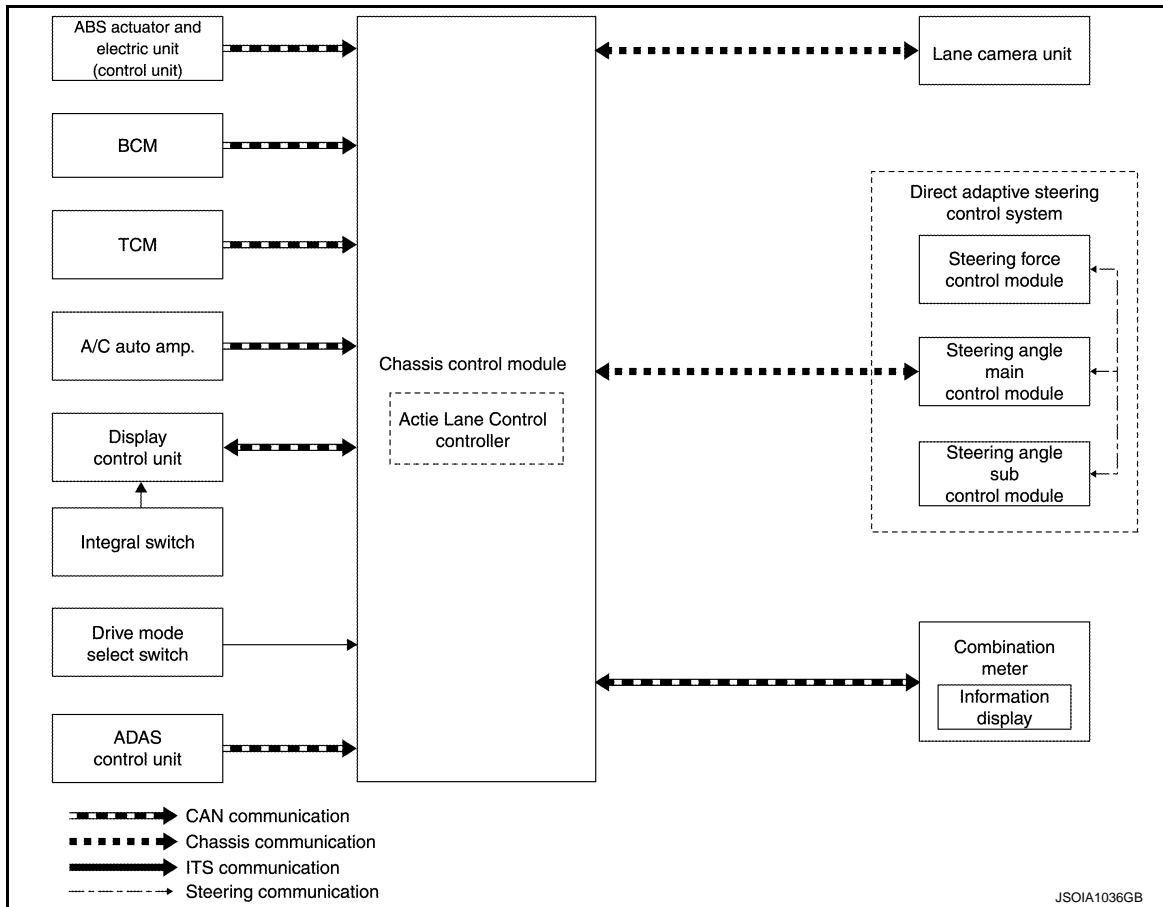 ABS actuator and
electric unit
(control unit)
BCM
TCM
A/C auto amp.
Display
control unit
Integral switch
Drive mode
select switch
ADAS
control unit
Chassis control module
Actie Lane Control
controller
Lane camera unit
Direct adaptive steering
control system
Steering force
control module
Steering angle
main
control module
Steering angle
sub
control module
Combination
meter
Information
display
CAN communication
Chassis communication
ITS communication
Steering communication
JSOIA1036GB